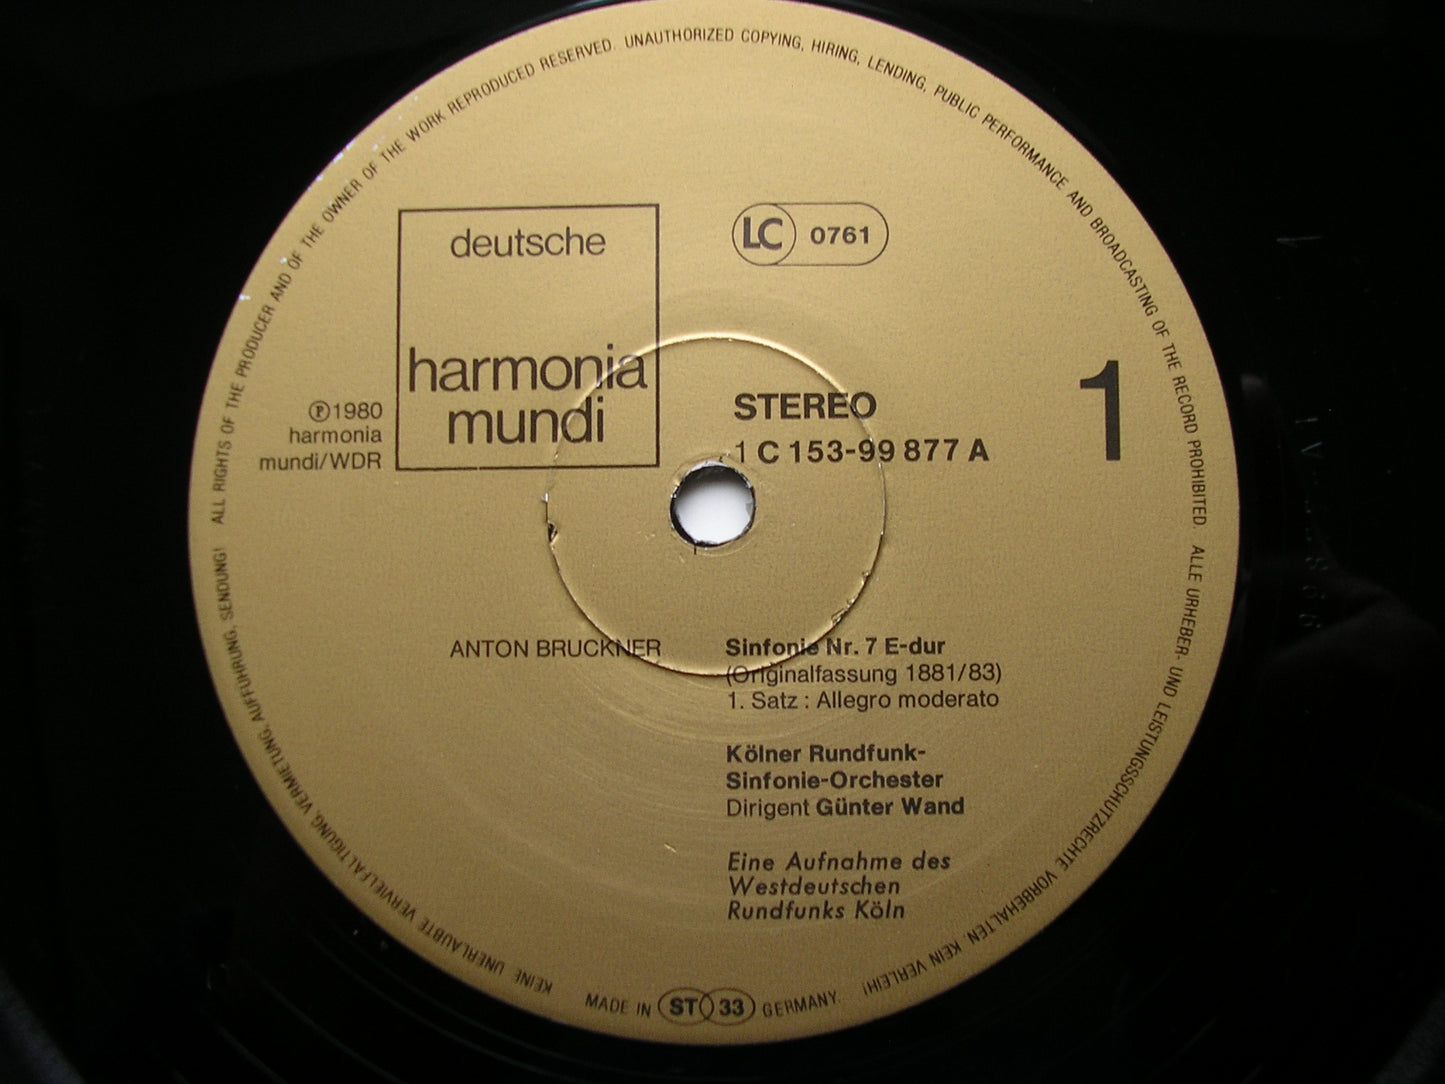 ALL RIGHTS OF THE PRODUCER AND OF THE OWNER OF THE WORK REPRODUCED RESERVED. UNAUTHORIZED COPYING, HIRING, LENDING, PUBLIC PERFORMANCE AND BROADCASTING OF THE RECORD PROHIBITED.
ALLE URHEBER- UND LEISTUNGSSCHUTZRECHTE VORBEHALTEN. KEIN VERLEIH!
KEINE UNERLAUBTE VERVIELFÄLTIGUNG, VERMIETUNG, AUFFÜHRUNG, SENDUNG!
deutsche
harmonia
mundi
LC 0761
℗1980
harmonia
mundi/WDR
STEREO
1 C 153-99 877 A
1
ANTON BRUCKNER
Sinfonie Nr. 7 E-dur
(Originalfassung 1881/83)
1. Satz : Allegro moderato
Kölner Rundfunk-
Sinfonie-Orchester
Dirigent Günter Wand
Eine Aufnahme des
Westdeutschen
Rundfunks Köln
MADE IN ST 33 GERMANY.